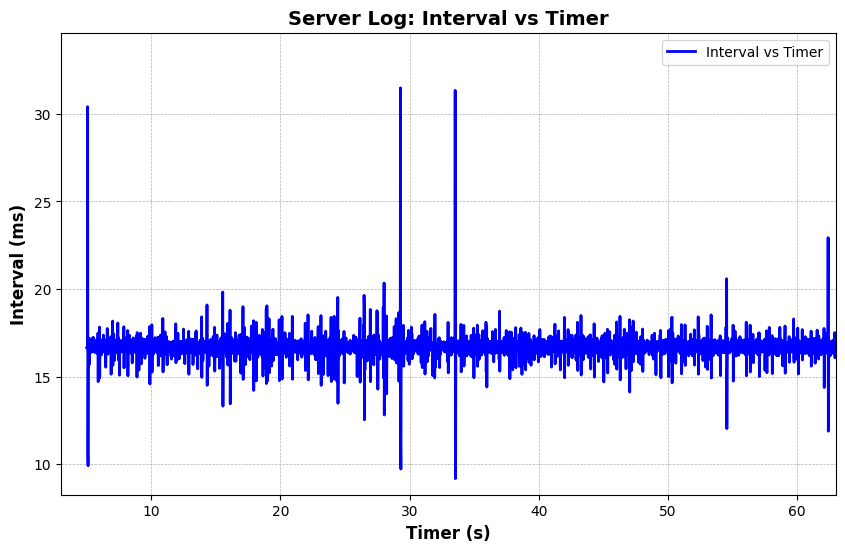 Server Log: Interval vs Timer
Interval vs Timer
Interval (ms)
30
25
20
15
10
10 20 30 40 50 60
Timer (s)